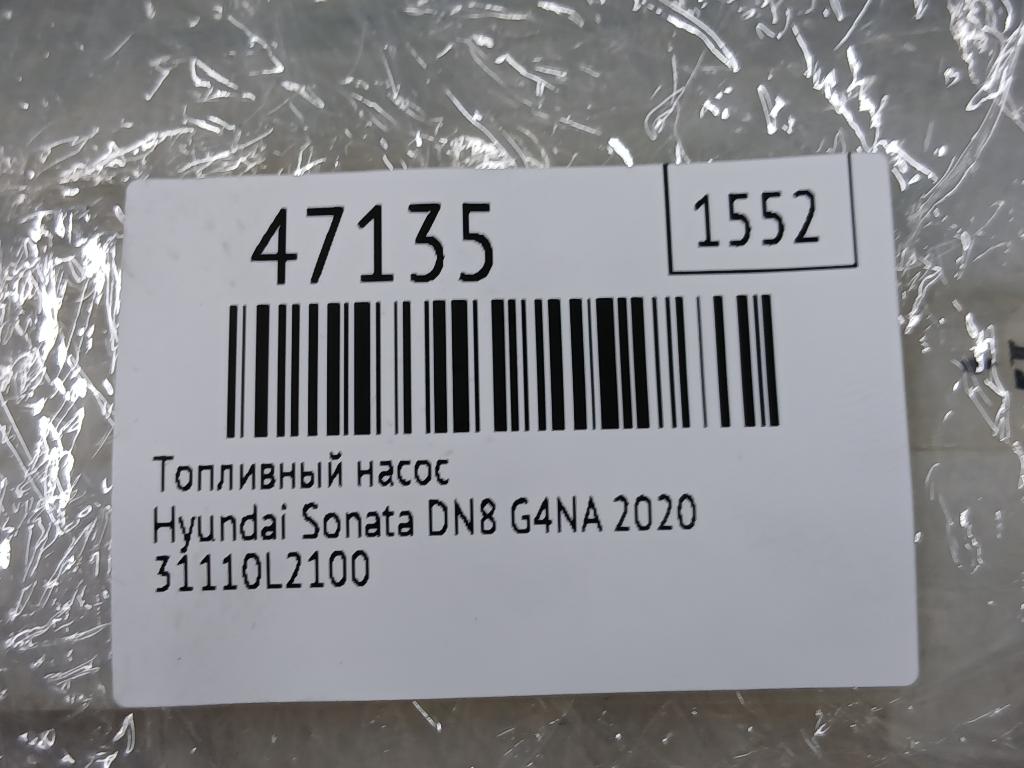 47135
1552
Топливный насос
Hyundai Sonata DN8 G4NA 2020
31110L2100